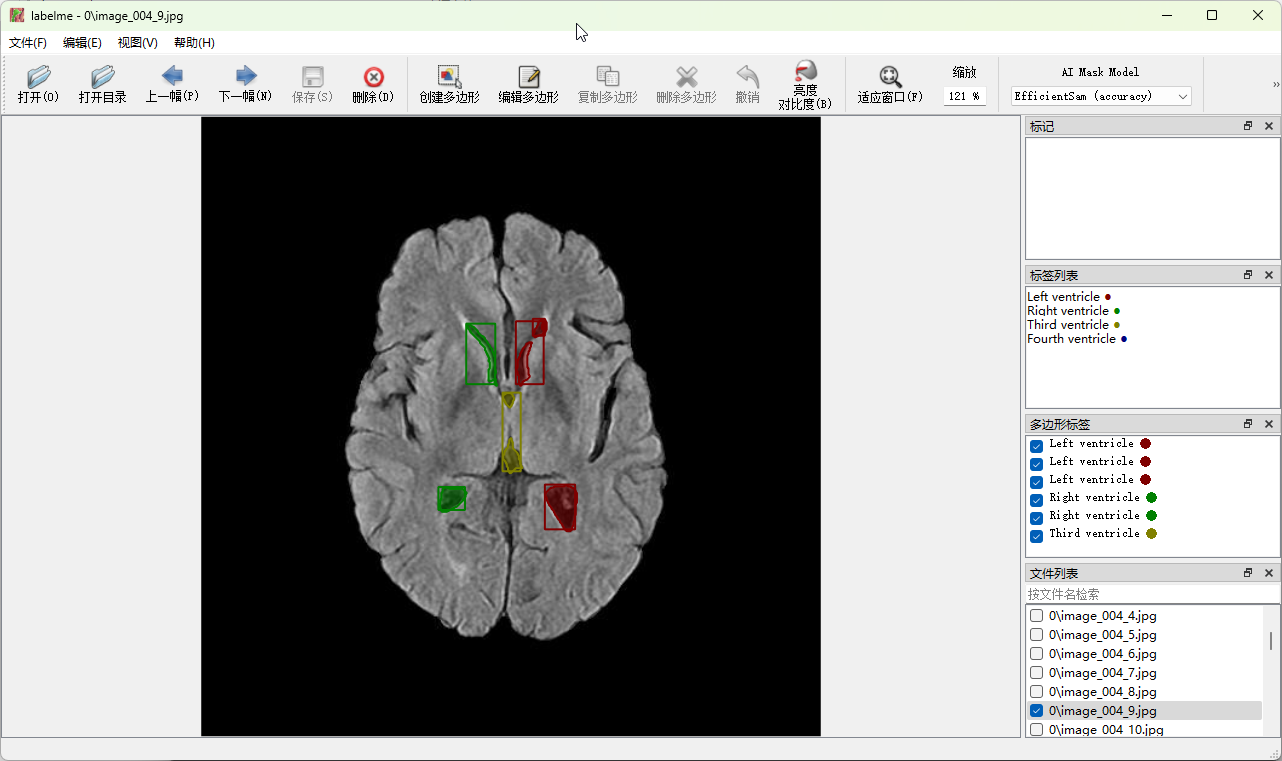 labelme - 0\image_004_9.jpg
文件(F) 编辑(E) 视图(V) 帮助(H)
打开(O) 打开目录 上一幅(P) 下一幅(N) 保存(S) 删除(D) 创建多边形 编辑多边形 复制多边形 删除多边形 撤销 亮度
对比度(B) 适应窗口(F) 缩放
121 % AI Mask Model
EfficientSam (accuracy)
标记
标签列表
Left ventricle
Right ventricle
Third ventricle
Fourth ventricle
多边形标签
Left ventricle
Left ventricle
Left ventricle
Right ventricle
Right ventricle
Third ventricle
文件列表
按文件名检索
0\image_004_4.jpg
0\image_004_5.jpg
0\image_004_6.jpg
0\image_004_7.jpg
0\image_004_8.jpg
0\image_004_9.jpg
0\image_004_10.jpg